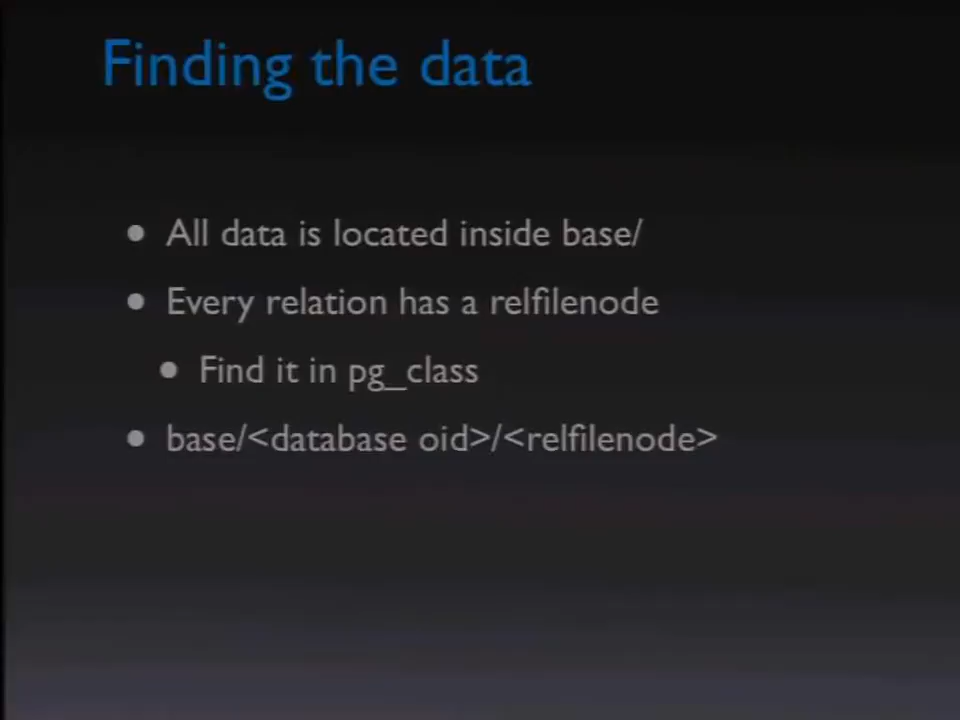 Finding the data
• All data is located inside base/
• Every relation has a relfilenode
• Find it in pg_class
• base/<database oid>/<relfilenode>